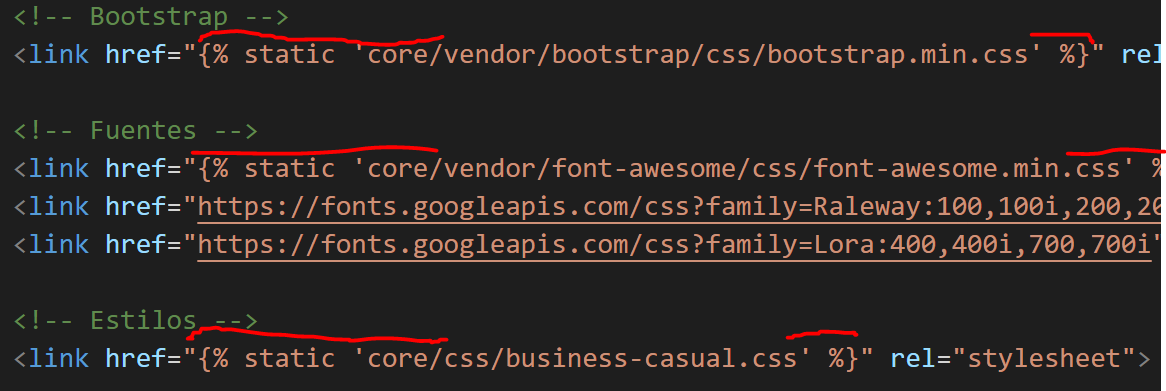 <!-- Bootstrap -->
<link href="{% static 'core/vendor/bootstrap/css/bootstrap.min.css' %}" rel
<!-- Fuentes -->
<link href="{% static 'core/vendor/font-awesome/css/font-awesome.min.css' %
<link href="https://fonts.googleapis.com/css?family=Raleway:100,100i,200,20
<link href="https://fonts.googleapis.com/css?family=Lora:400,400i,700,700i"
<!-- Estilos -->
<link href="{% static 'core/css/business-casual.css' %}" rel="stylesheet">